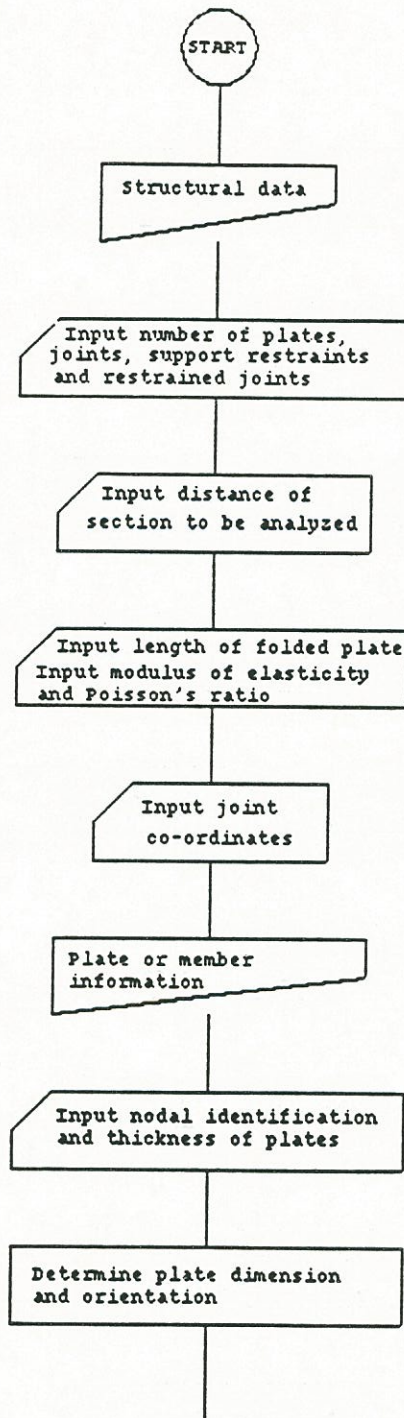 START
Structural data
Input number of plates,
joints, support restraints
and restrained joints
Input distance of
section to be analyzed
Input length of folded plate
Input modulus of elasticity
and Poisson's ratio
Input joint
co-ordinates
Plate or member
information
Input nodal identification
and thickness of plates
Determine plate dimension
and orientation